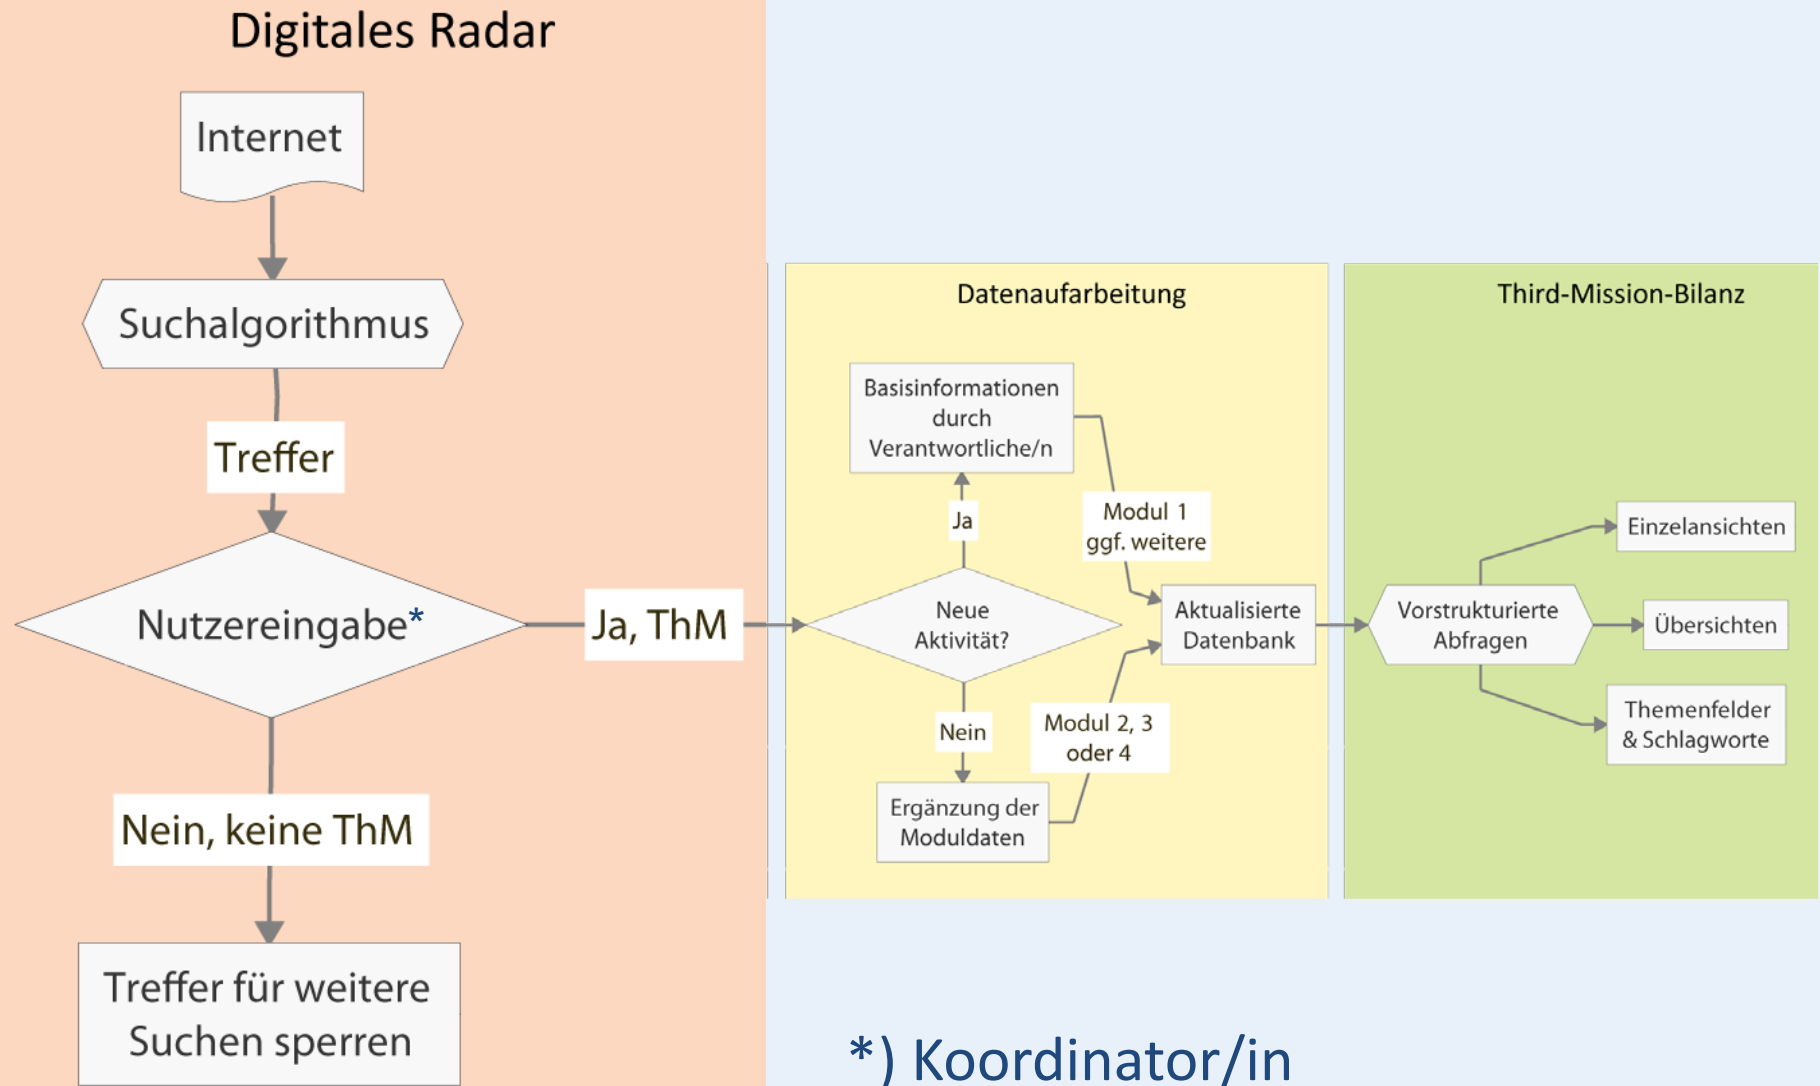 Digitales Radar
Internet
Suchalgorithmus
Treffer
Nutzereingabe*
Ja, ThM
Nein, keine ThM
Treffer für weitere
Suchen sperren
Datenaufarbeitung
Basisinformationen
durch
Verantwortliche/n
Ja
Modul 1
ggf. weitere
Neue
Aktivität?
Aktualisierte
Datenbank
Nein
Modul 2, 3
oder 4
Ergänzung der
Moduldaten
Third-Mission-Bilanz
Einzelansichten
Vorstrukturierte
Abfragen
Übersichten
Themenfelder
& Schlagworte
*) Koordinator/in